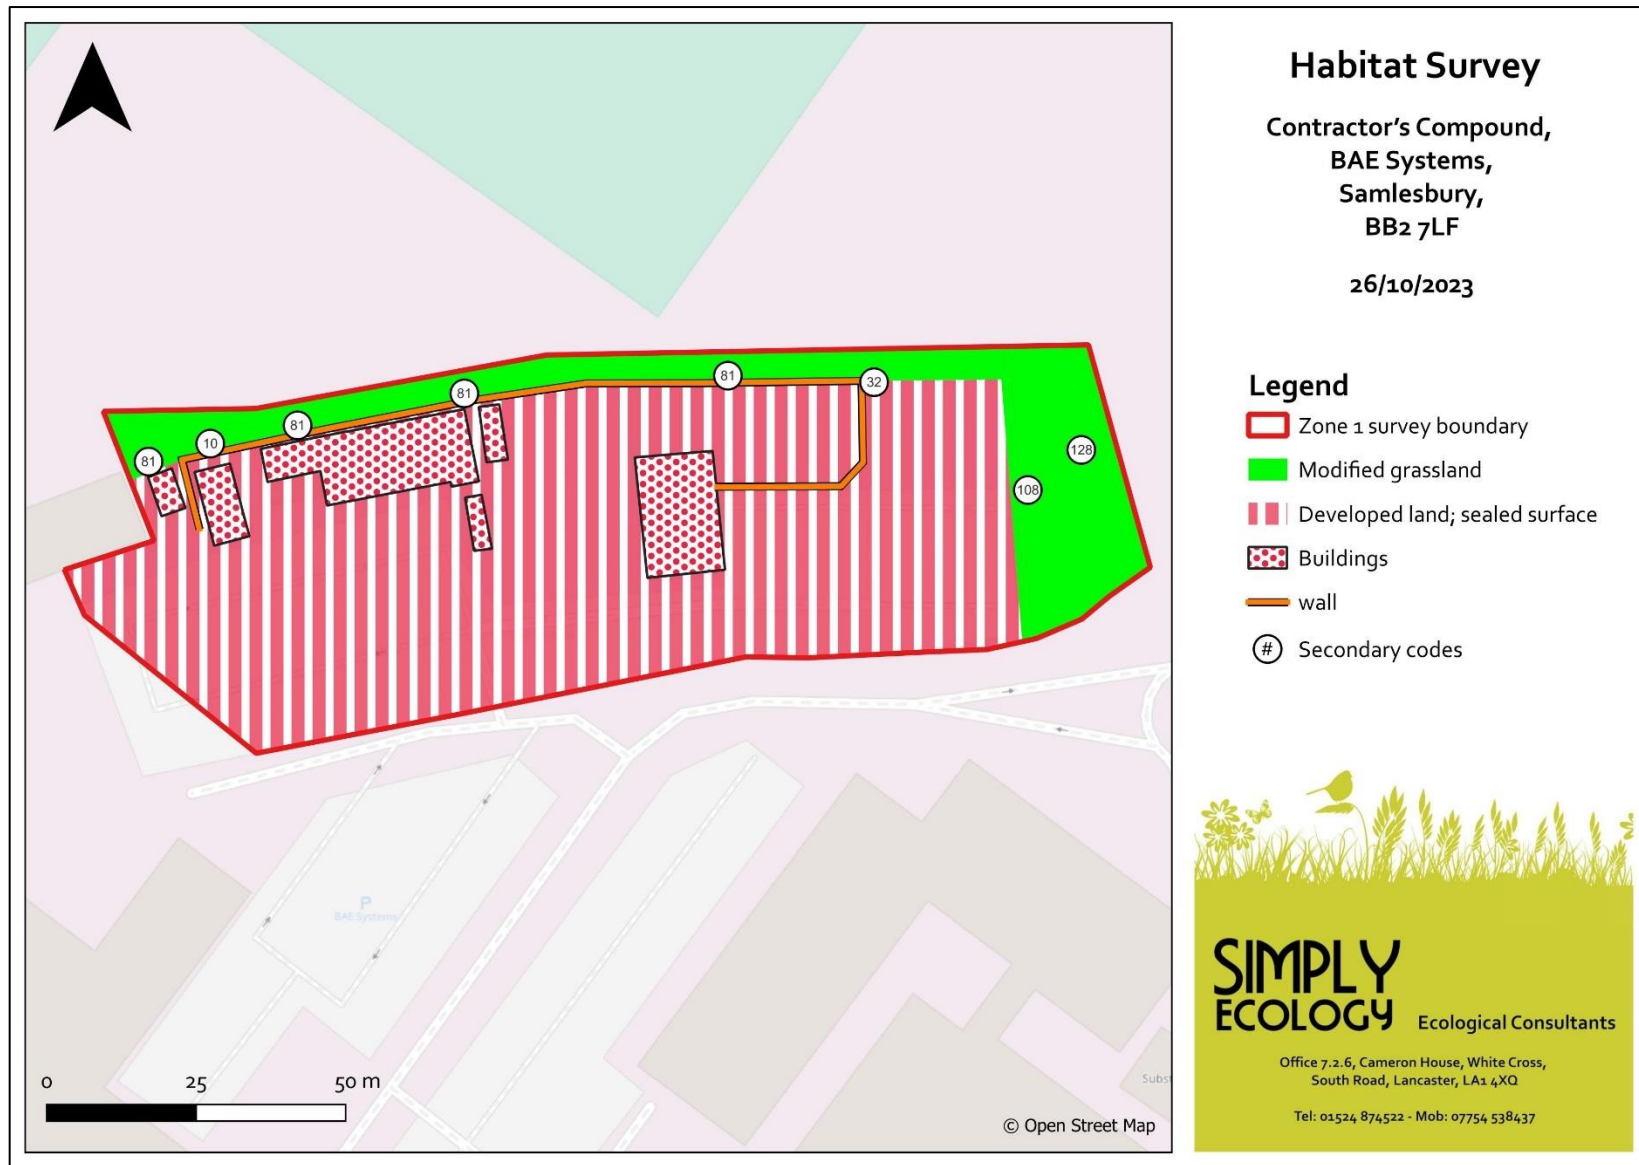 Habitat Survey
Contractor's Compound,
BAE Systems,
Samlesbury,
BB2 7LF
26/10/2023
Legend
Zone 1 survey boundary
Modified grassland
Developed land; sealed surface
Buildings
wall
# Secondary codes
81
10
81
81
81
32
128
108
P
BAE Systems
Subst
0 25 50 m
© Open Street Map
SIMPLY
ECOLOGY Ecological Consultants
Office 7.2.6, Cameron House, White Cross,
South Road, Lancaster, LA1 4XQ
Tel: 01524 874522 - Mob: 07754 538437